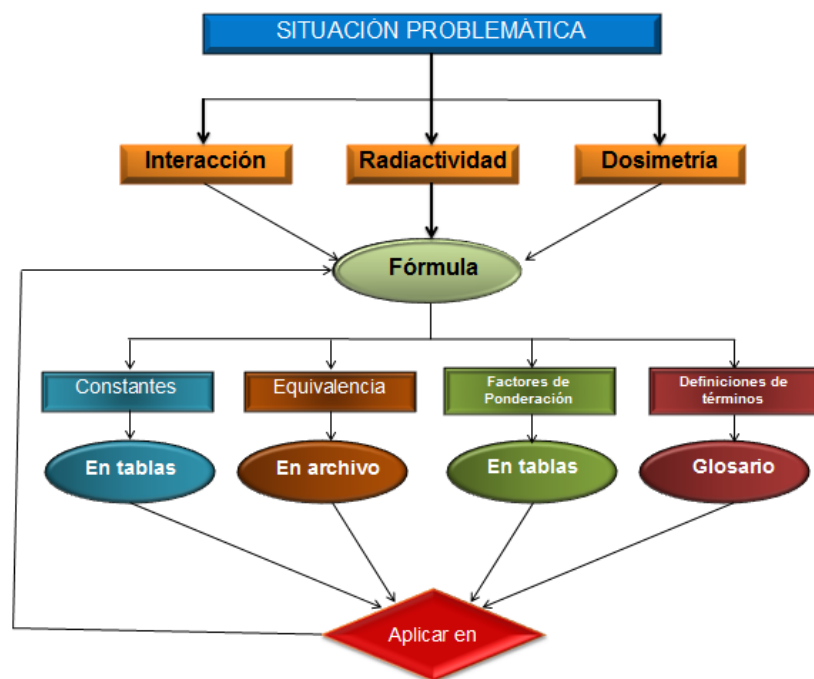 SITUACIÓN PROBLEMÁTICA
Interacción
Radiactividad
Dosimetría
Fórmula
Constantes
Equivalencia
Factores de
Ponderación
Definiciones de
términos
En tablas
En archivo
En tablas
Glosario
Aplicar en